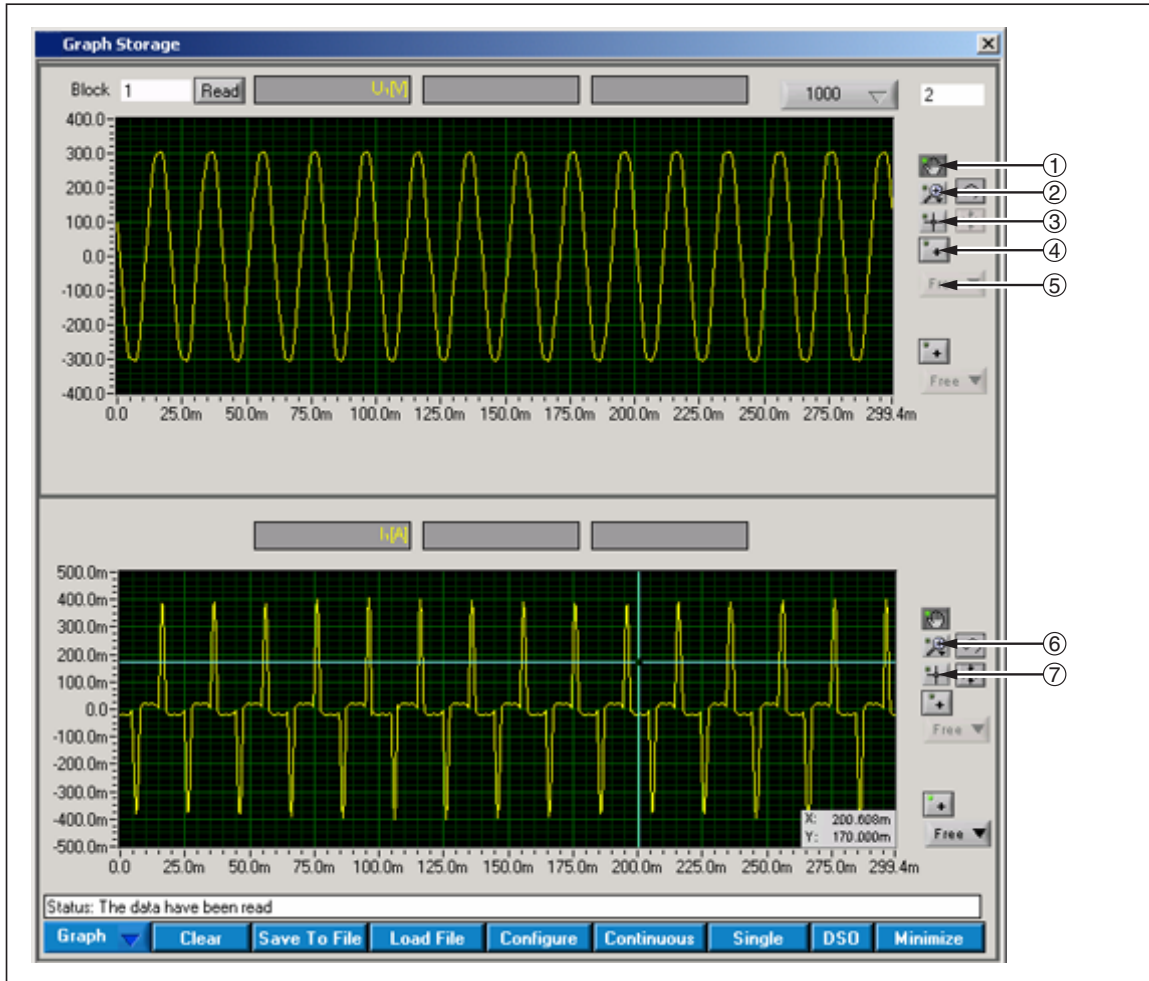 Graph Storage
Block 1 Read U₁[V] 1000 2
400.0
300.0
200.0
100.0
0.0
-100.0
-200.0
-300.0
-400.0
0.0 25.0m 50.0m 75.0m 100.0m 125.0m 150.0m 175.0m 200.0m 225.0m 250.0m 275.0m 299.4m
①
②
③
④
Free ⑤
Free
I₁[A]
500.0m
400.0m
300.0m
200.0m
100.0m
0.0
-100.0m
-200.0m
-300.0m
-400.0m
-500.0m
0.0 25.0m 50.0m 75.0m 100.0m 125.0m 150.0m 175.0m 200.0m 225.0m 250.0m 275.0m 299.4m
⑥
⑦
Free
X: 200.608m
Y: 170.000m
Free
Status: The data have been read
Graph Clear Save To File Load File Configure Continuous Single DSO Minimize